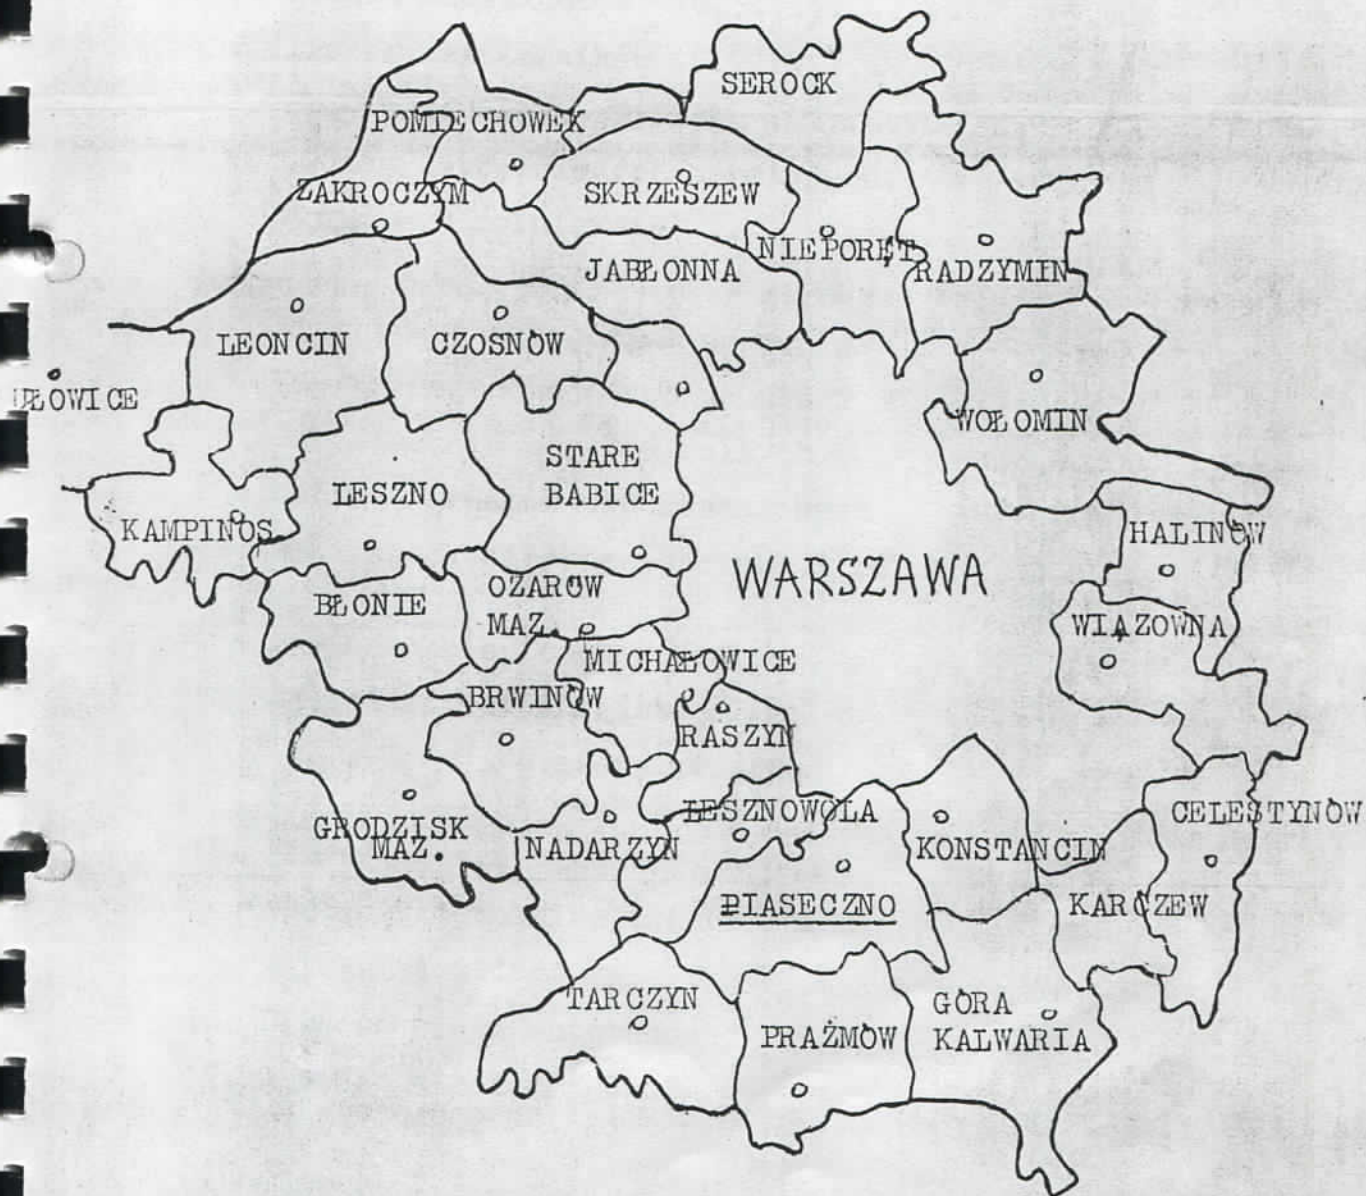 SEROCK
POMIECHOWEK
ZAKROCZYM
SKRZESZEW
NIEPORĘT
JABŁONNA
RADZYMIN
LEONCIN
CZOSNÓW
WOŁOMIN
STARE
BABICE
LESZNO
KAMPINOS
HALINÓW
WARSZAWA
OŻARÓW
MAZ.
BŁONIE
WIĄZOWNA
MICHAŁOWICE
BRWINÓW
RASZYN
LESZNOWOLA
CELESTYNÓW
GRODZISK
MAZ.
NADARZYN
KONSTANCIN
PIASECZNO
KARCZEW
TARCZYN
GÓRA
KALWARIA
PRAŻMÓW